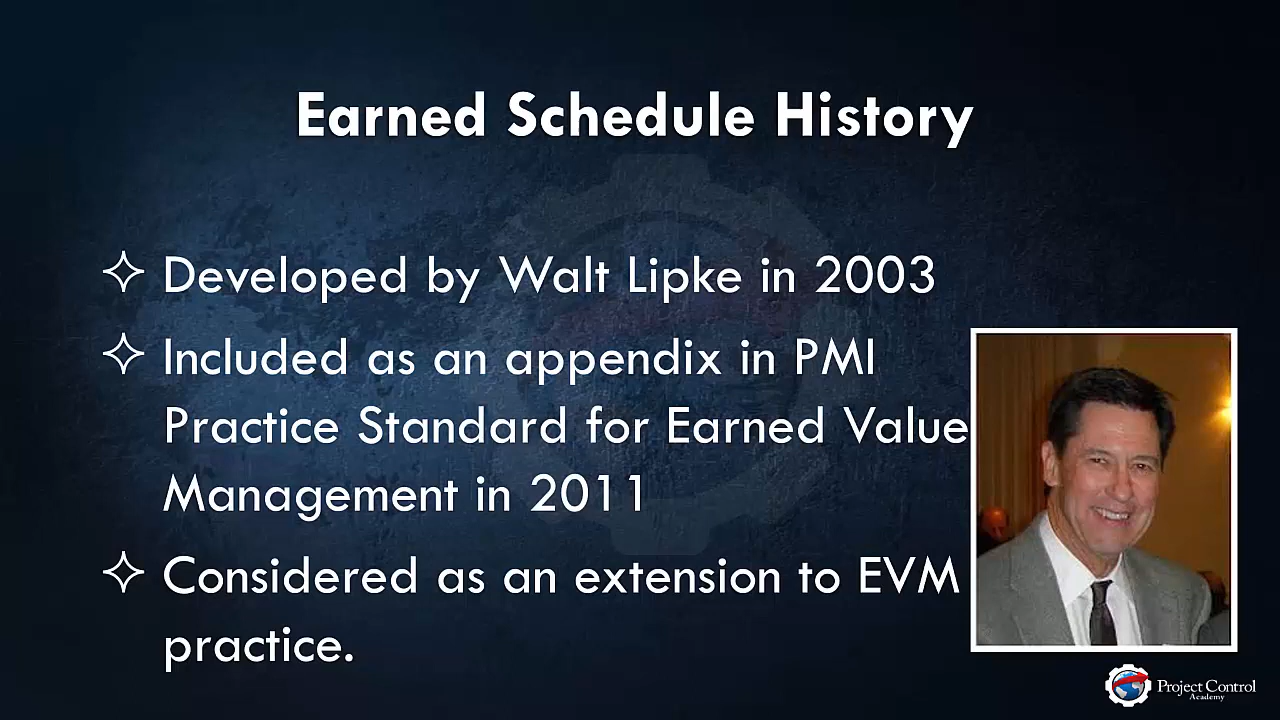 Earned Schedule History
Developed by Walt Lipke in 2003
Included as an appendix in PMI
Practice Standard for Earned Value
Management in 2011
Considered as an extension to EVM
practice.
Project Control
Academy